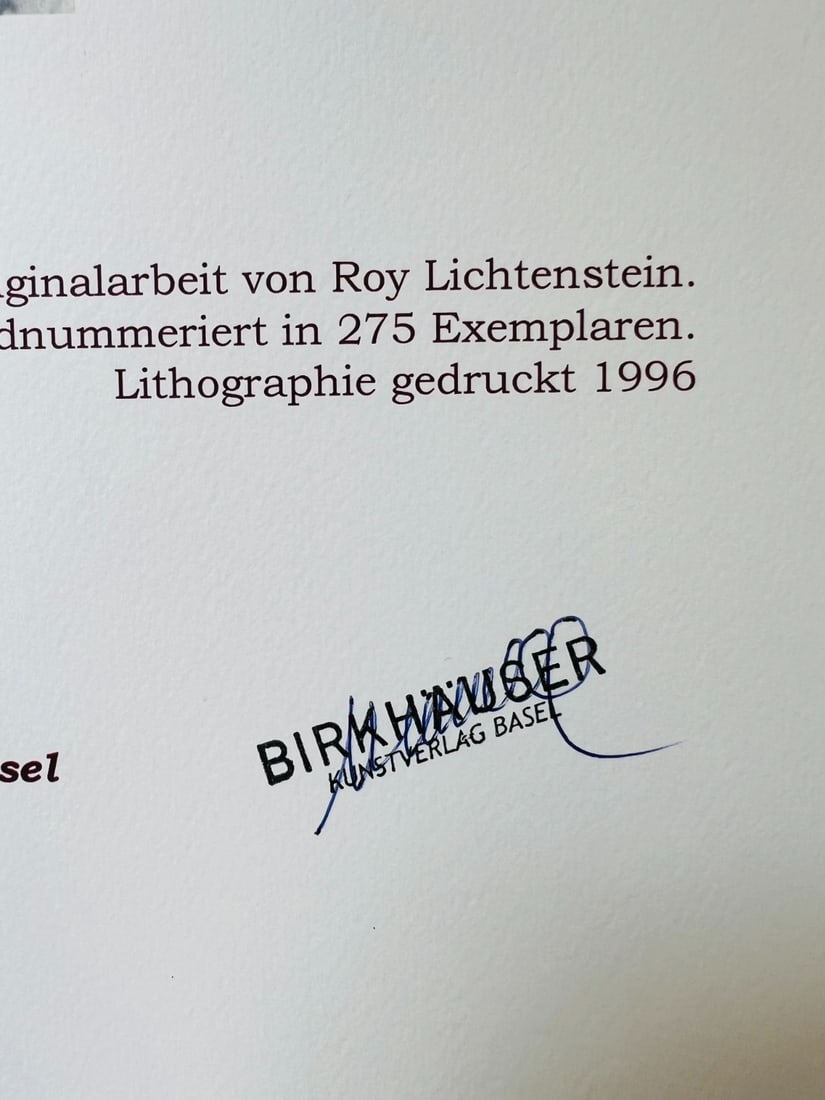 ginalarbeit von Roy Lichtenstein.
dnummeriert in 275 Exemplaren.
Lithographie gedruckt 1996
BIRKHÄUSER
KUNSTVERLAG BASEL
sel